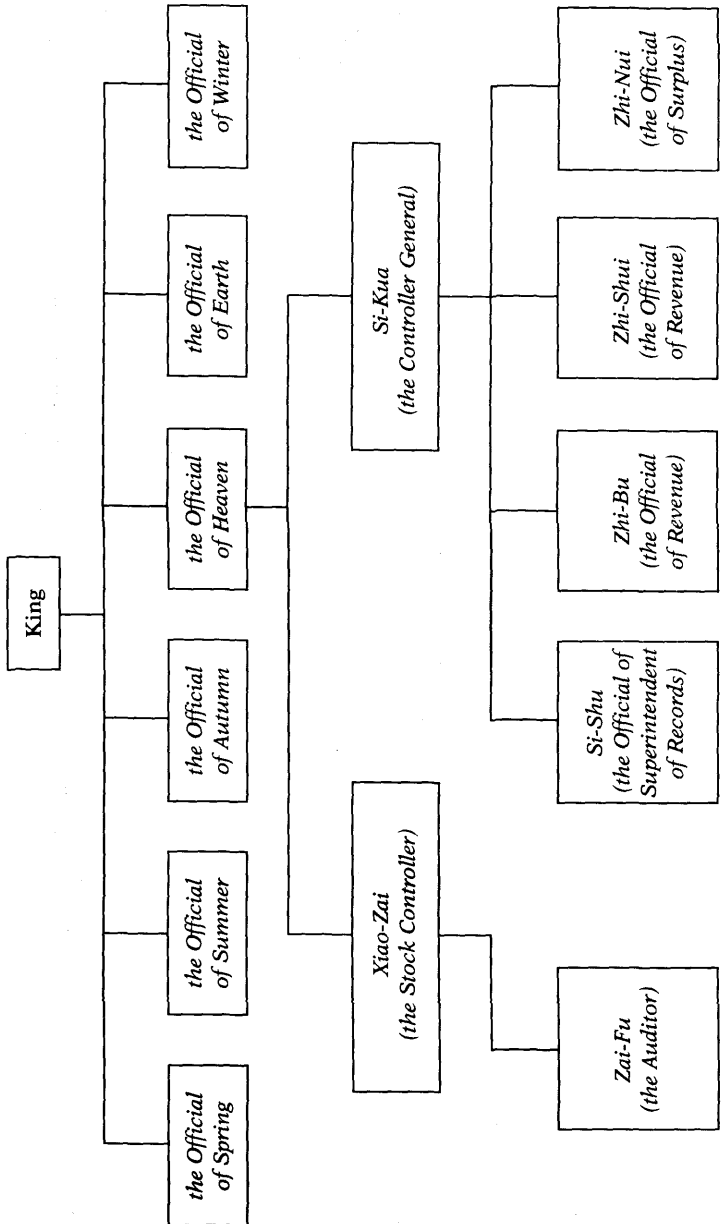 King
the Official
of Spring
the Official
of Summer
the Official
of Autumn
the Official
of Heaven
the Official
of Earth
the Official
of Winter
Xiao-Zai
(the Stock Controller)
Si-Kua
(the Controller General)
Zai-Fu
(the Auditor)
Si-Shu
(the Official of
Superintendent
of Records)
Zhi-Bu
(the Official
of Revenue)
Zhi-Shui
(the Official
of Revenue)
Zhi-Nui
(the Official
of Surplus)